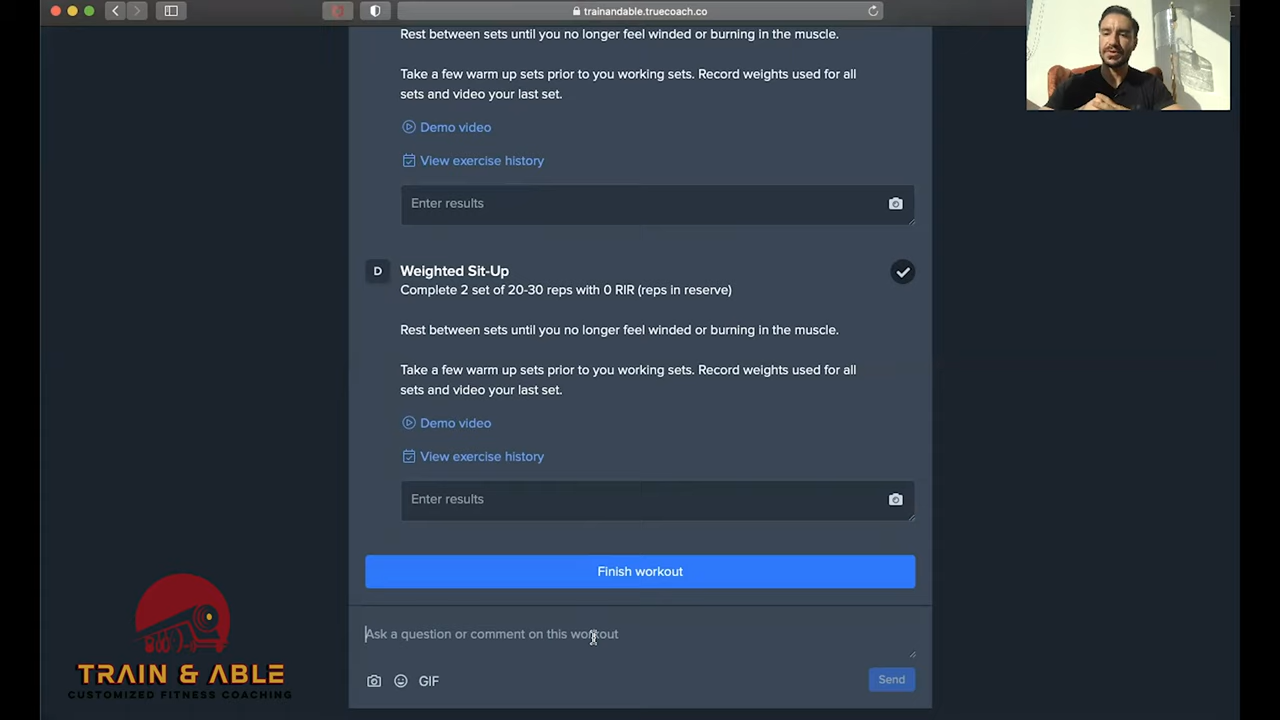 trainandable.truecoach.co
Rest between sets until you no longer feel winded or burning in the muscle.
Take a few warm up sets prior to you working sets. Record weights used for all
sets and video your last set.
Demo video
View exercise history
Enter results
D
Weighted Sit-Up
Complete 2 set of 20-30 reps with 0 RIR (reps in reserve)
Rest between sets until you no longer feel winded or burning in the muscle.
Take a few warm up sets prior to you working sets. Record weights used for all
sets and video your last set.
Demo video
View exercise history
Enter results
Finish workout
Ask a question or comment on this workout
GIF
Send
TRAIN & ABLE
CUSTOMIZED FITNESS COACHING